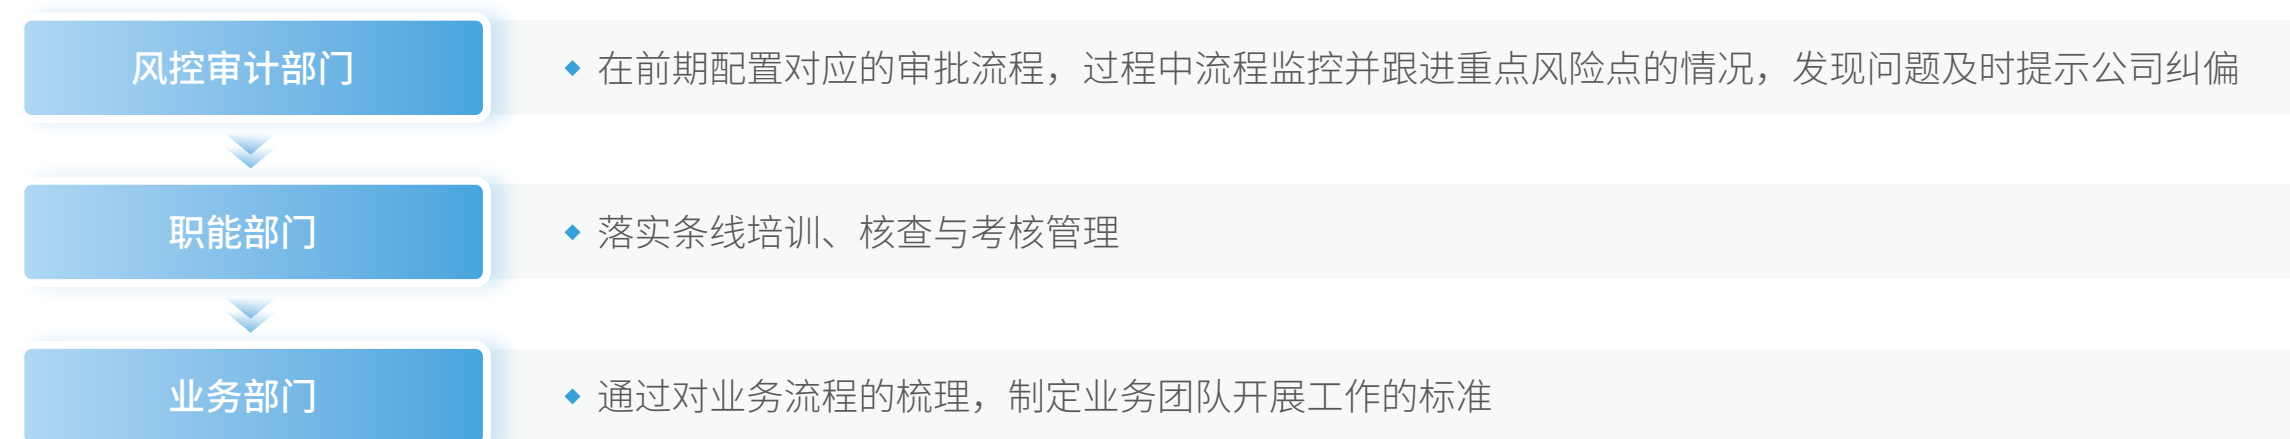 风控审计部门
在前期配置对应的审批流程，过程中流程监控并跟进重点风险点的情况，发现问题及时提示公司纠偏
职能部门
落实条线培训、核查与考核管理
业务部门
通过对业务流程的梳理，制定业务团队开展工作的标准